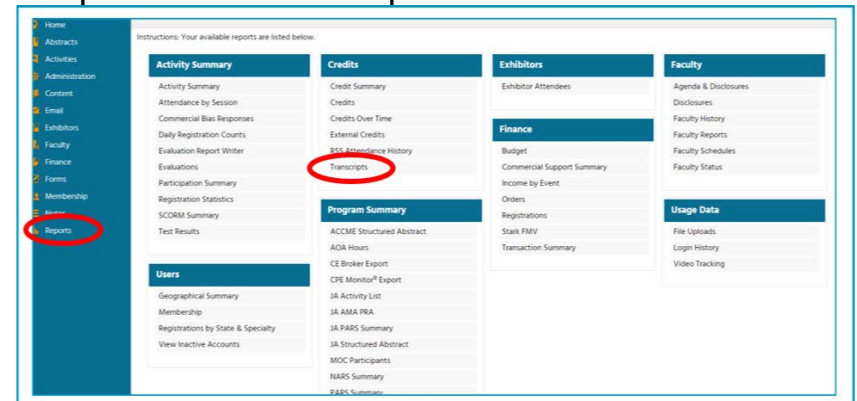 Home
Abstracts
Activities
Administration
Content
Email
Exhibitors
Faculty
Finance
Forms
Membership
Notes
Reports
Instructions: Your available reports are listed below.
Activity Summary
Activity Summary
Attendance by Session
Commercial Bias Responses
Daily Registration Counts
Evaluation Report Writer
Evaluations
Participation Summary
Registration Statistics
SCORM Summary
Test Results
Users
Geographical Summary
Membership
Registrations by State & Specialty
View Inactive Accounts
Credits
Credit Summary
Credits
Credits Over Time
External Credits
RSS Attendance History
Transcripts
Program Summary
ACCME Structured Abstract
AOA Hours
CE Broker Export
CPE Monitor® Export
JA Activity List
JA AMA PRA
JA PARS Summary
JA Structured Abstract
MOC Participants
NARS Summary
PARS Summary
Exhibitors
Exhibitor Attendees
Finance
Budget
Commercial Support Summary
Income by Event
Orders
Registrations
Stark FMV
Transaction Summary
Faculty
Agenda & Disclosures
Disclosures
Faculty History
Faculty Reports
Faculty Schedules
Faculty Status
Usage Data
File Uploads
Login History
Video Tracking